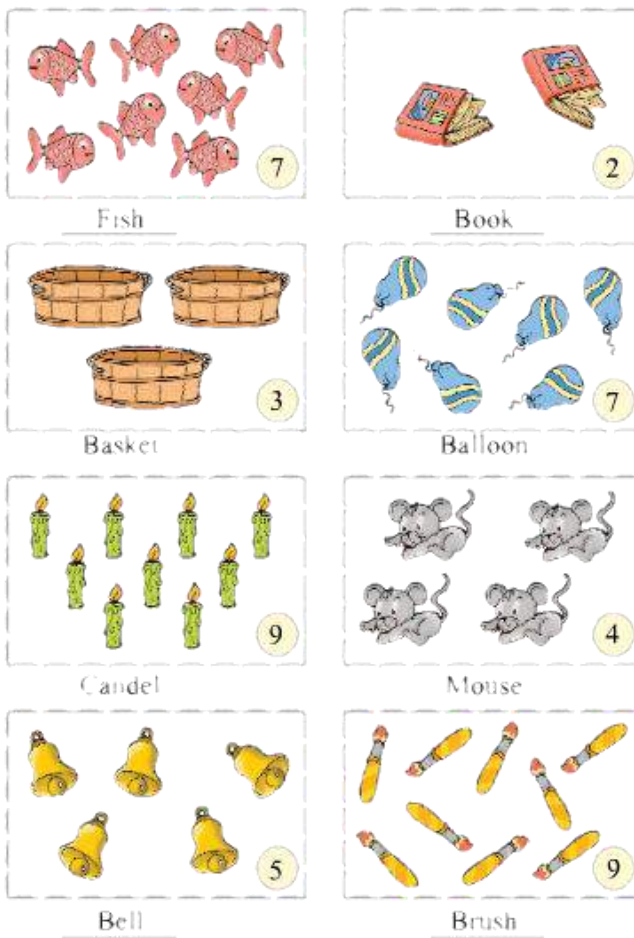 7
2
Fish
Book
3
7
Basket
Balloon
9
4
Candel
Mouse
5
9
Bell
Brush